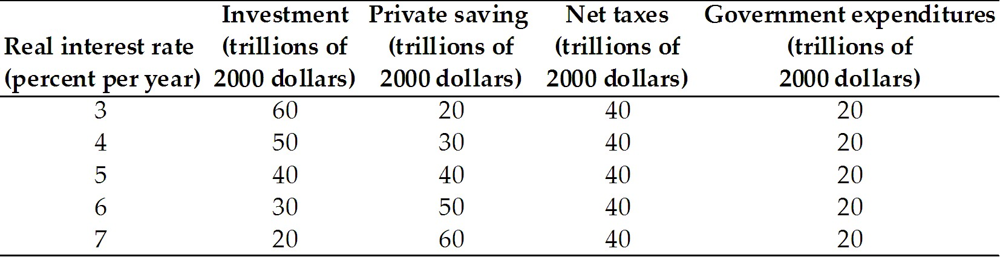 Investment Private saving Net taxes Government expenditures
Real interest rate (trillions of (trillions of (trillions of (trillions of
(percent per year) 2000 dollars) 2000 dollars) 2000 dollars) 2000 dollars)
3 60 20 40 20
4 50 30 40 20
5 40 40 40 20
6 30 50 40 20
7 20 60 40 20